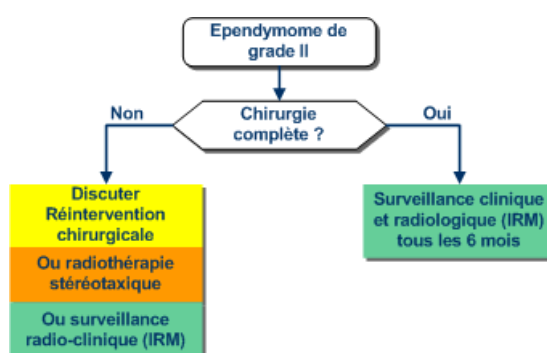 Ependymome de
grade II
Non
Chirurgie
complète ?
Oui
Discuter
Réintervention
chirurgicale
Ou radiothérapie
stéréotaxique
Ou surveillance
radio-clinique (IRM)
Surveillance clinique
et radiologique (IRM)
tous les 6 mois